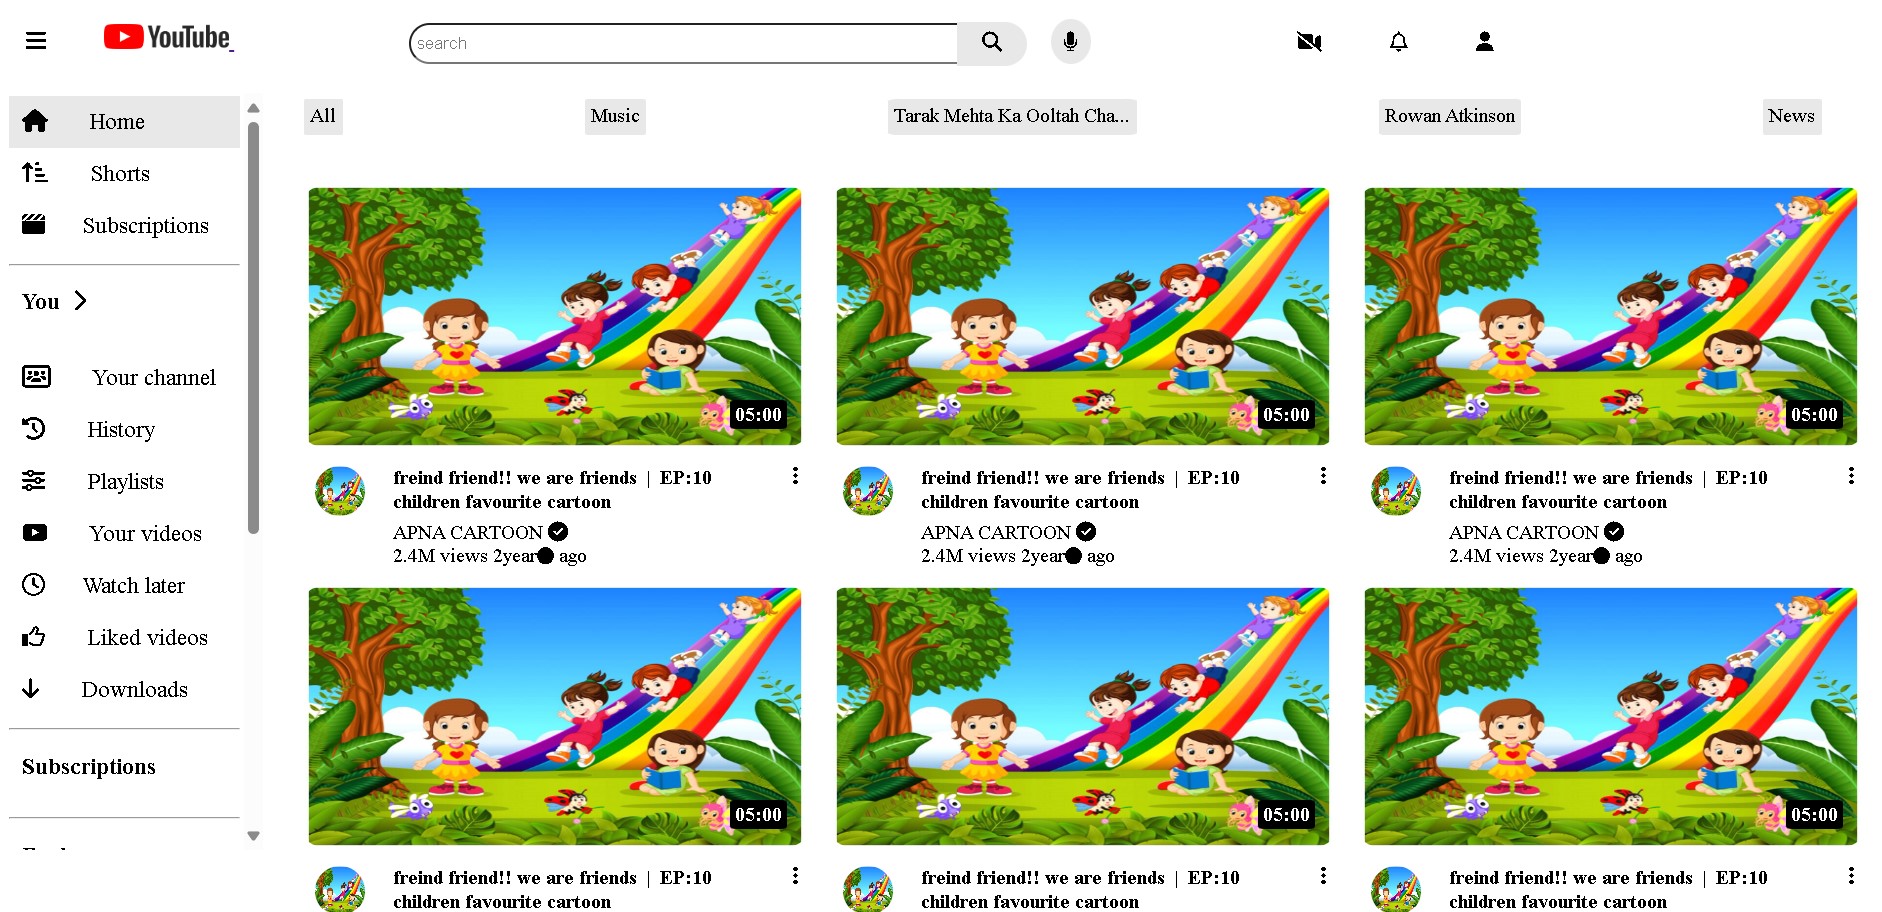 YouTube
search
Home
Shorts
Subscriptions
You
Your channel
History
Playlists
Your videos
Watch later
Liked videos
Downloads
Subscriptions
All
Music
Tarak Mehta Ka Ooltah Cha...
Rowan Atkinson
News
05:00
05:00
05:00
freind friend!! we are friends | EP:10
children favourite cartoon
APNA CARTOON
2.4M views 2year● ago
freind friend!! we are friends | EP:10
children favourite cartoon
APNA CARTOON
2.4M views 2year● ago
freind friend!! we are friends | EP:10
children favourite cartoon
APNA CARTOON
2.4M views 2year● ago
05:00
05:00
05:00
freind friend!! we are friends | EP:10
children favourite cartoon
freind friend!! we are friends | EP:10
children favourite cartoon
freind friend!! we are friends | EP:10
children favourite cartoon